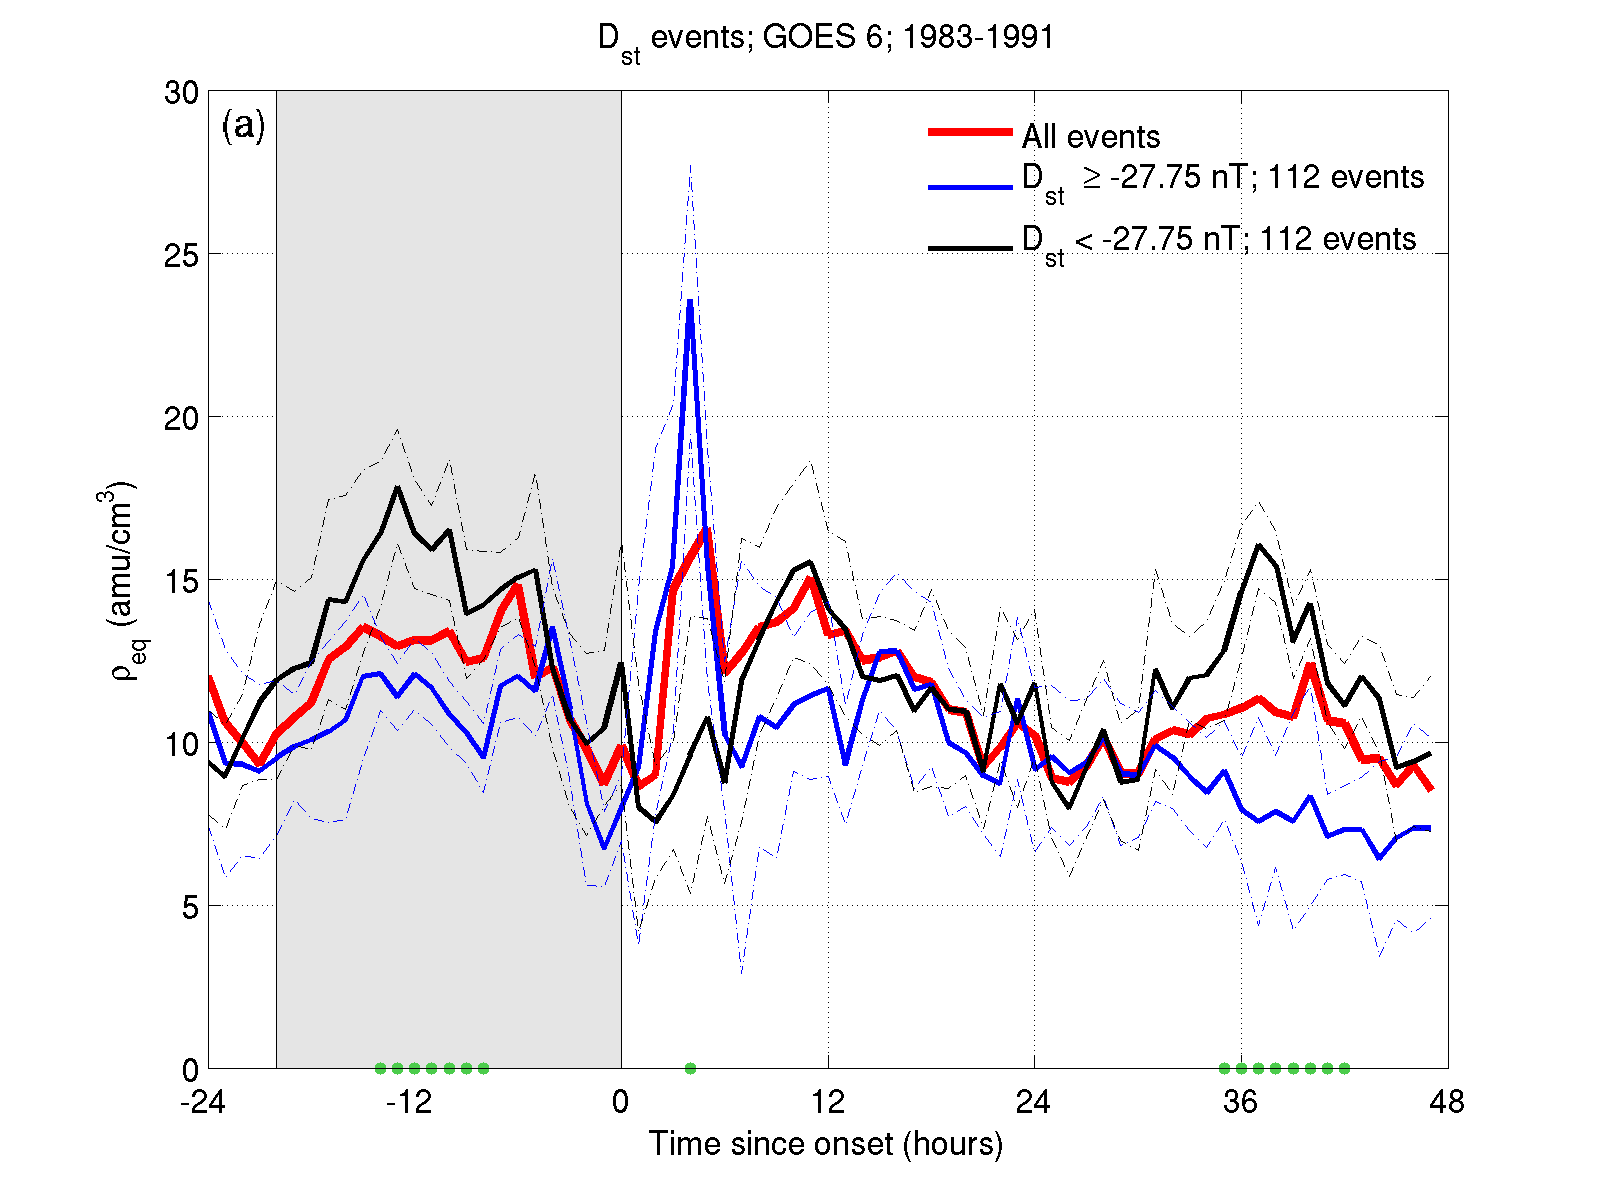 Dst events; GOES 6; 1983-1991
(a)
All events
Dst ≥ -27.75 nT; 112 events
Dst < -27.75 nT; 112 events
30
25
20
15
10
5
0
ρeq (amu/cm³)
-24 -12 0 12 24 36 48
Time since onset (hours)